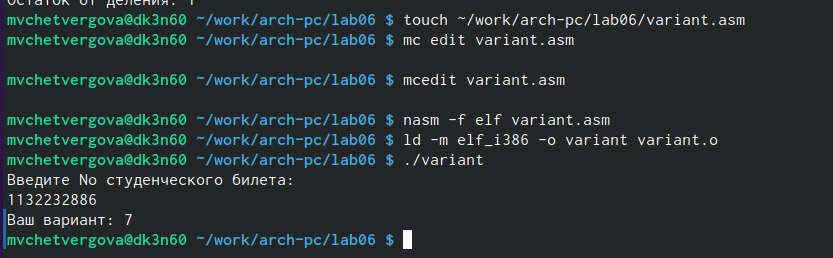 Остаток от деления: 1
mvchetvergova@dk3n60 ~/work/arch-pc/lab06 $ touch ~/work/arch-pc/lab06/variant.asm
mvchetvergova@dk3n60 ~/work/arch-pc/lab06 $ mc edit variant.asm
mvchetvergova@dk3n60 ~/work/arch-pc/lab06 $ mcedit variant.asm
mvchetvergova@dk3n60 ~/work/arch-pc/lab06 $ nasm -f elf variant.asm
mvchetvergova@dk3n60 ~/work/arch-pc/lab06 $ ld -m elf_i386 -o variant variant.o
mvchetvergova@dk3n60 ~/work/arch-pc/lab06 $ ./variant
Введите No студенческого билета:
1132232886
Ваш вариант: 7
mvchetvergova@dk3n60 ~/work/arch-pc/lab06 $